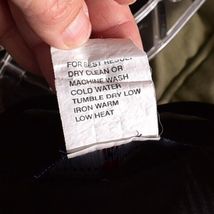 FOR BEST RESULT
DRY CLEAN OR
MACHINE WASH
COLD WATER
TUMBLE DRY LOW
IRON WARM
LOW HEAT